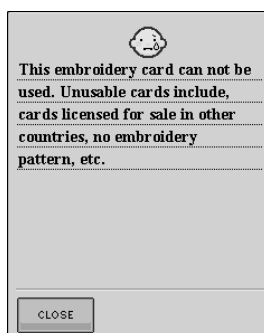 This embroidery card can not be
used. Unusable cards include,
cards licensed for sale in other
countries, no embroidery
pattern, etc.
CLOSE